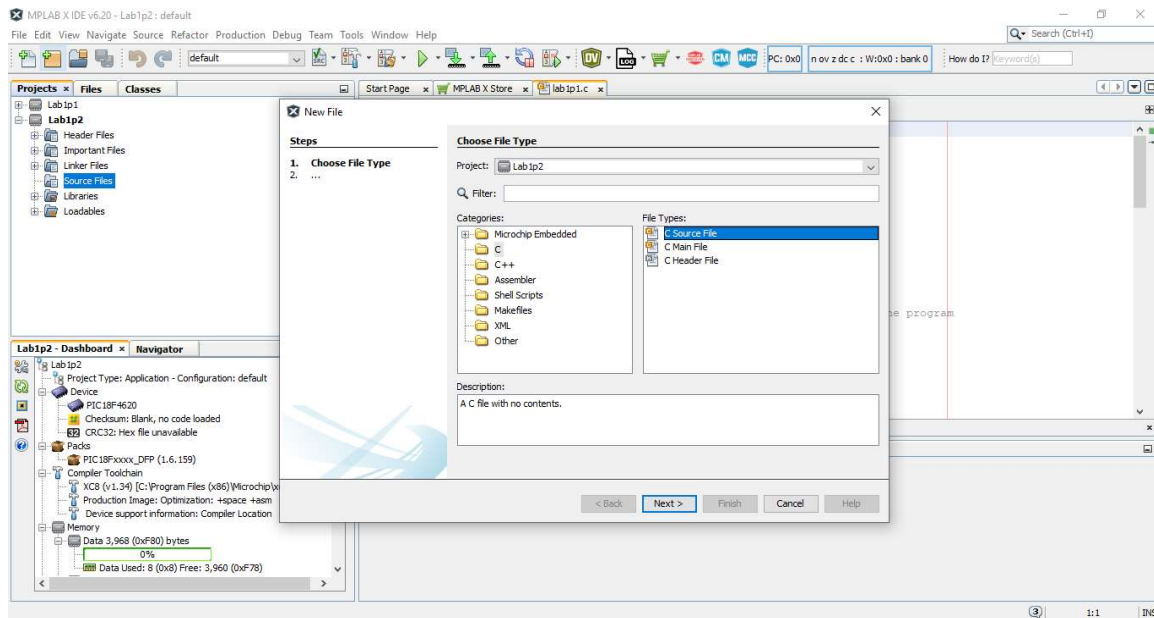 MPLAB X IDE v6.20 - Lab1p2 : default
File Edit View Navigate Source Refactor Production Debug Team Tools Window Help
Search (Ctrl+I)
default
PC: 0x0
n ov z dc c : W:0x0 : bank 0
How do I?
Keyword(s)
Projects Files Classes
Start Page MPLAB X Store lab1p1.c
Lab1p1
Lab1p2
Header Files
Important Files
Linker Files
Source Files
Libraries
Loadables
New File
Steps
1. Choose File Type
2. ...
Choose File Type
Project: Lab1p2
Filter:
Categories:
Microchip Embedded
C
C++
Assembler
Shell Scripts
Makefiles
XML
Other
File Types:
C Source File
C Main File
C Header File
Description:
A C file with no contents.
< Back Next > Finish Cancel Help
program
Lab1p2 - Dashboard Navigator
Lab1p2
Project Type: Application - Configuration: default
Device
PIC18F4620
Checksum: Blank, no code loaded
CRC32: Hex file unavailable
Packs
PIC18Fxxxx_DFP (1.6.159)
Compiler Toolchain
XC8 (v1.34) [C:\Program Files (x86)\Microchip\x
Production Image: Optimization: +space +asm
Device support information: Compiler Location
Memory
Data 3,968 (0xF80) bytes
0%
Data Used: 8 (0x8) Free: 3,960 (0xF78)
3
1:1
INS